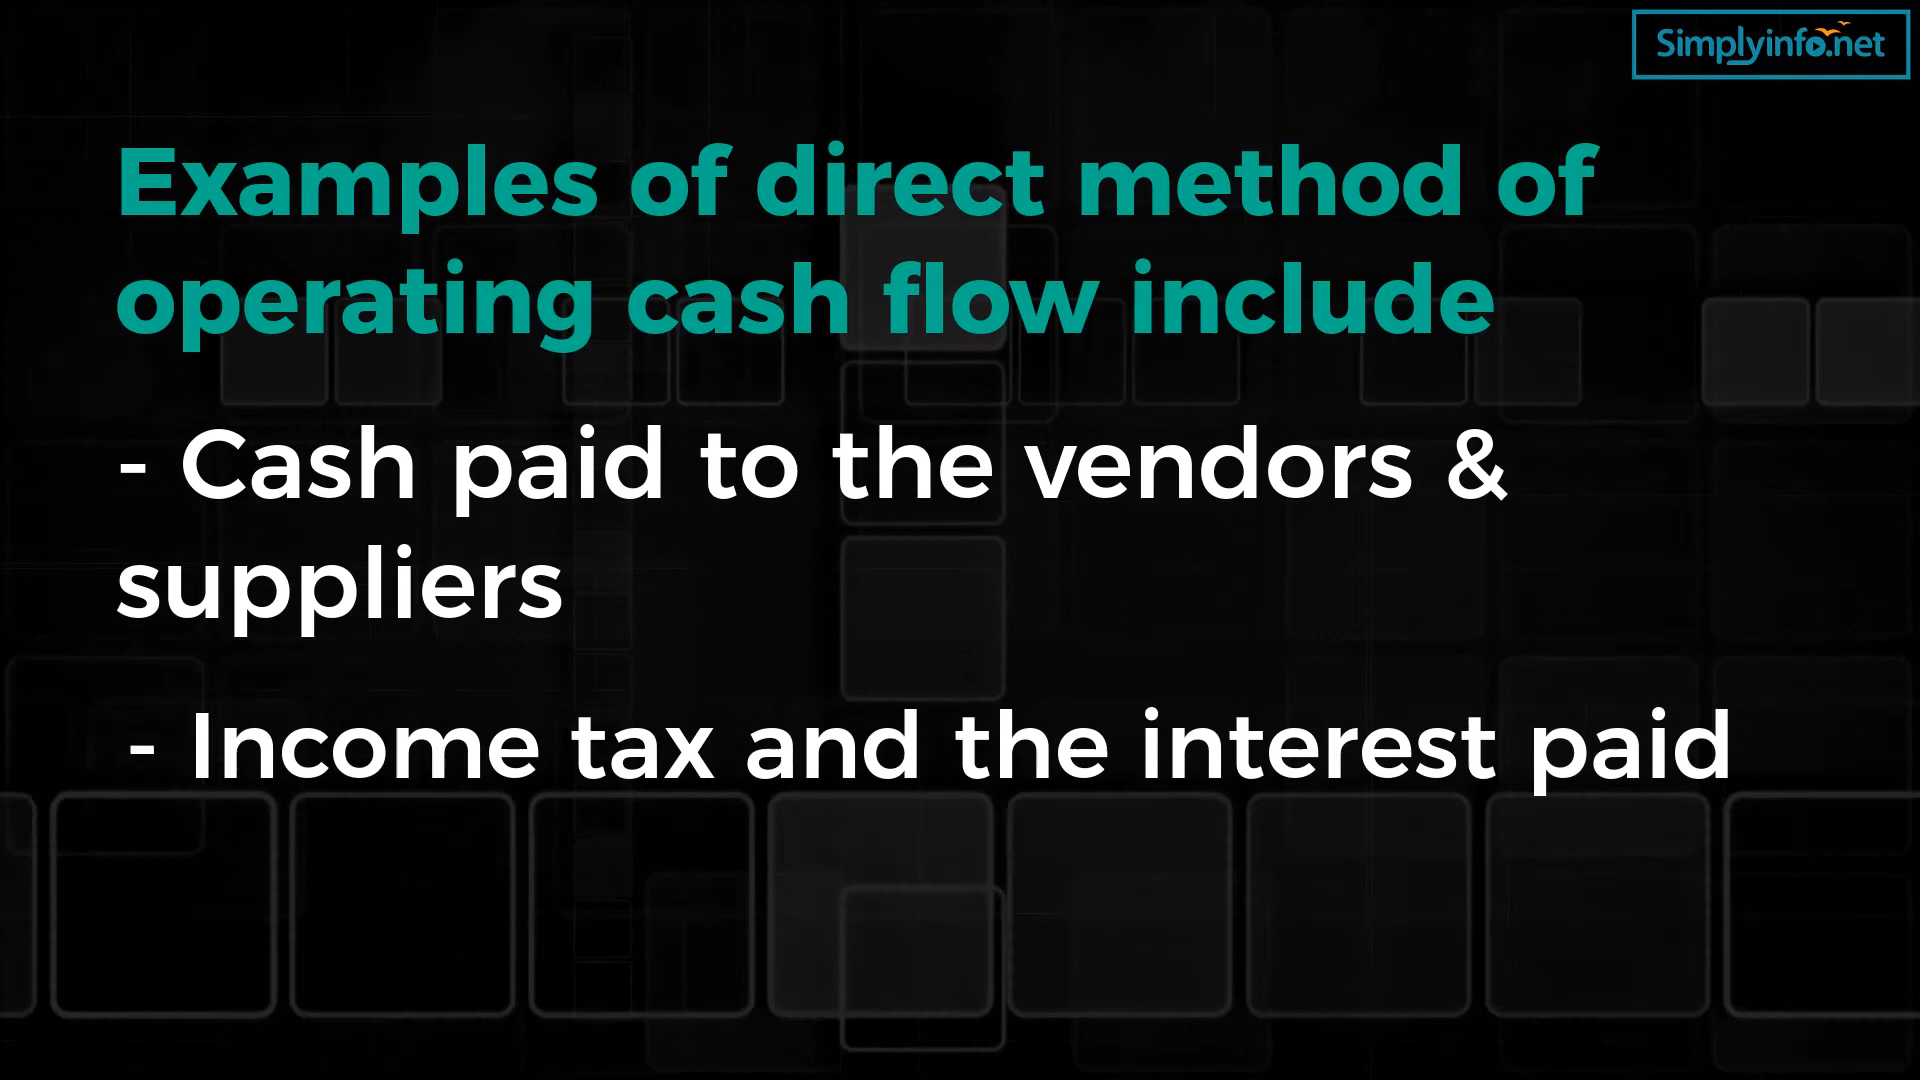 Simplyinfo.net
Examples of direct method of
operating cash flow include
- Cash paid to the vendors &
suppliers
- Income tax and the interest paid